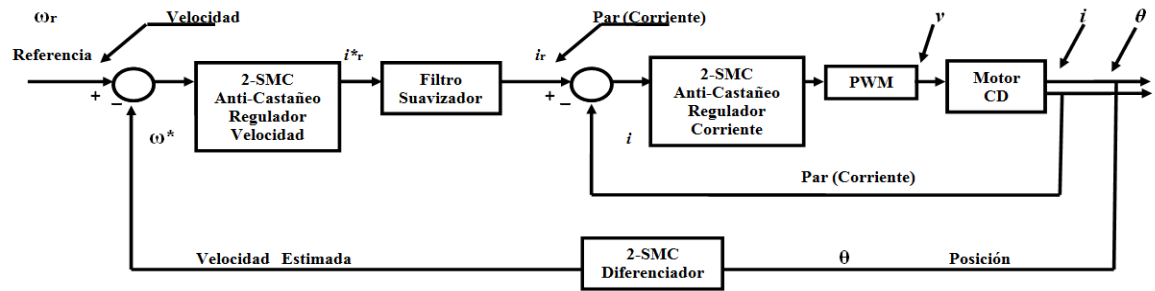 ωr
Velocidad
Par (Corriente)
v
i
θ
Referencia
i*r
ir
+
−
2-SMC
Anti-Castañeo
Regulador
Velocidad
Filtro
Suavizador
+
−
2-SMC
Anti-Castañeo
Regulador
Corriente
PWM
Motor
CD
ω*
i
Par (Corriente)
Velocidad Estimada
2-SMC
Diferenciador
θ
Posición